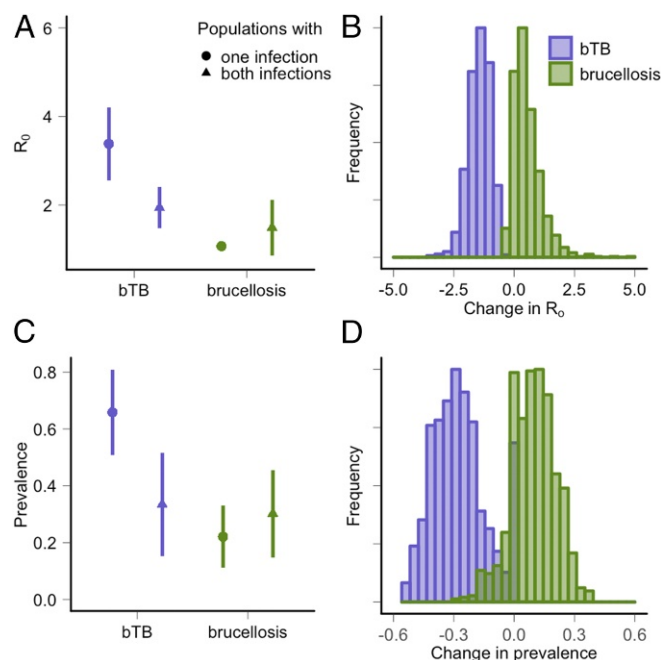 A
Populations with
one infection
both infections
6
4
2
R0
bTB
brucellosis
B
bTB
brucellosis
Frequency
-5.0
-2.5
0.0
2.5
5.0
Change in Ro
C
0.8
0.6
0.4
0.2
0.0
Prevalence
bTB
brucellosis
D
Frequency
-0.6
-0.3
0.0
0.3
0.6
Change in prevalence